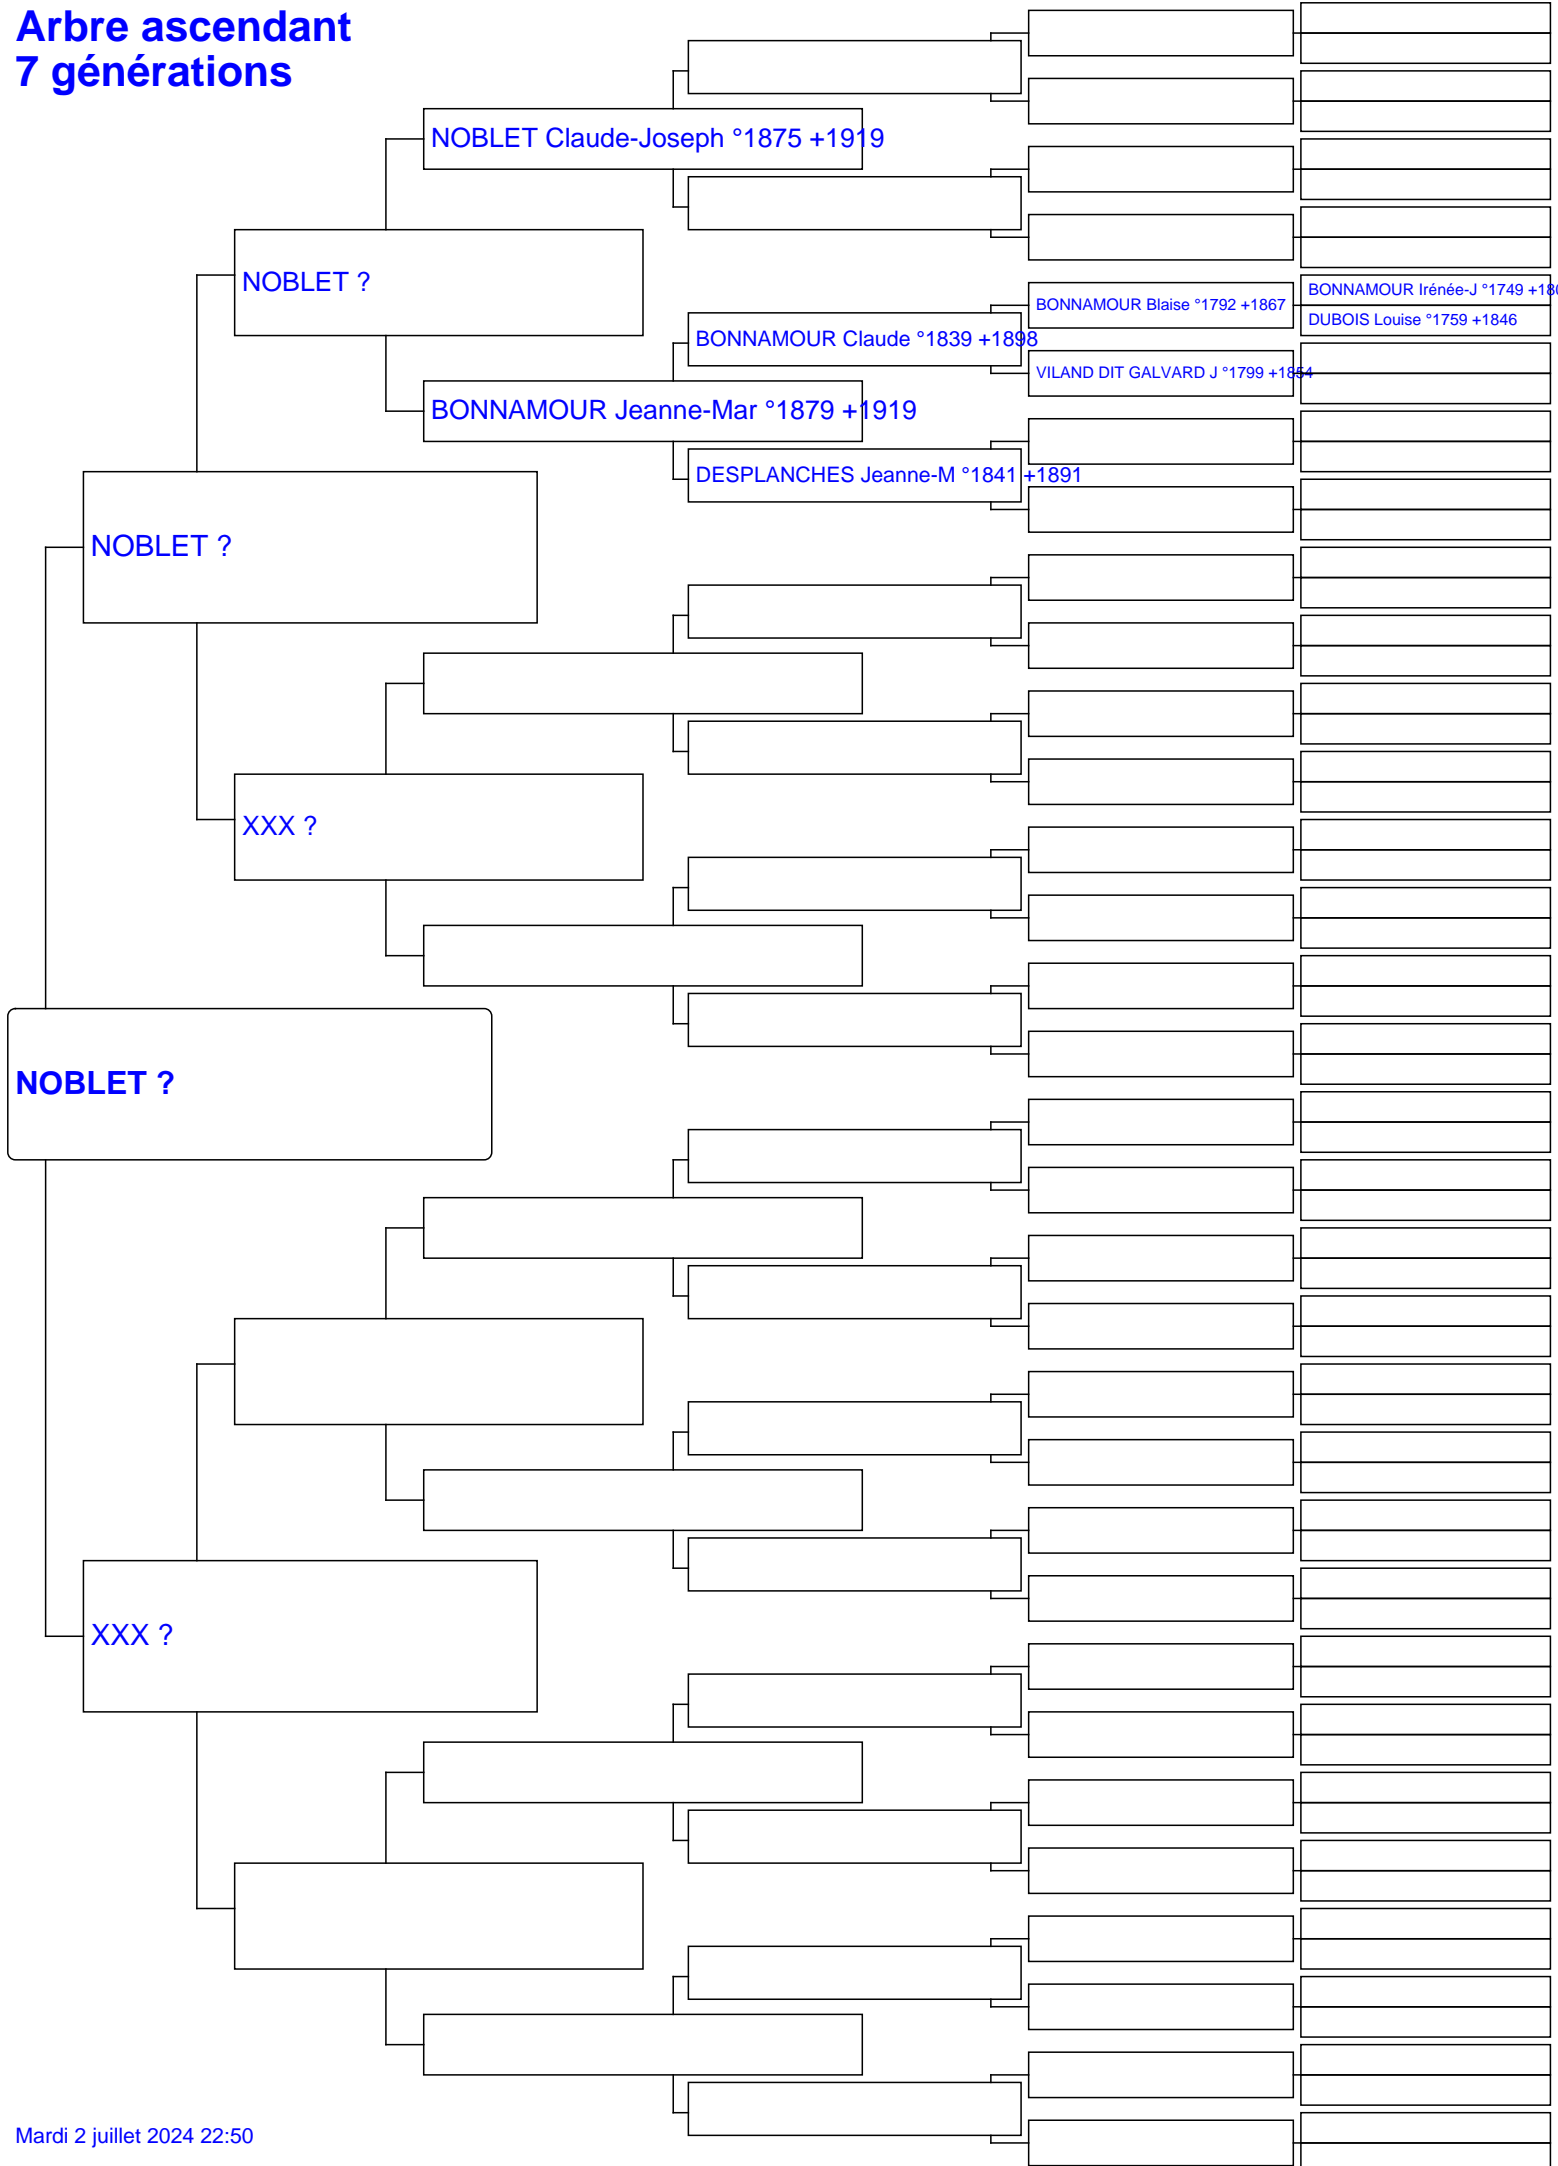 Arbre ascendant
7 générations
NOBLET Claude-Joseph °1875 +1919
NOBLET ?
BONNAMOUR Irénée-J °1749
BONNAMOUR Blaise °1792 +1867
DUBOIS Louise °1759 +1846
BONNAMOUR Claude °1839 +1898
VILAND DIT GALVARD J °1799 +1854
BONNAMOUR Jeanne-Mar °1879 +1919
DESPLANCHES Jeanne-M °1841 +1891
NOBLET ?
XXX ?
NOBLET ?
XXX ?
Mardi 2 juillet 2024 22:50